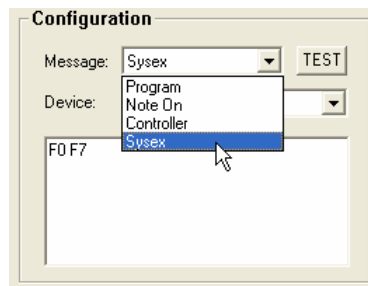 Configuration
Message: Sysex TEST
Program
Device: Note On
Controller
Sysex
F0 F7